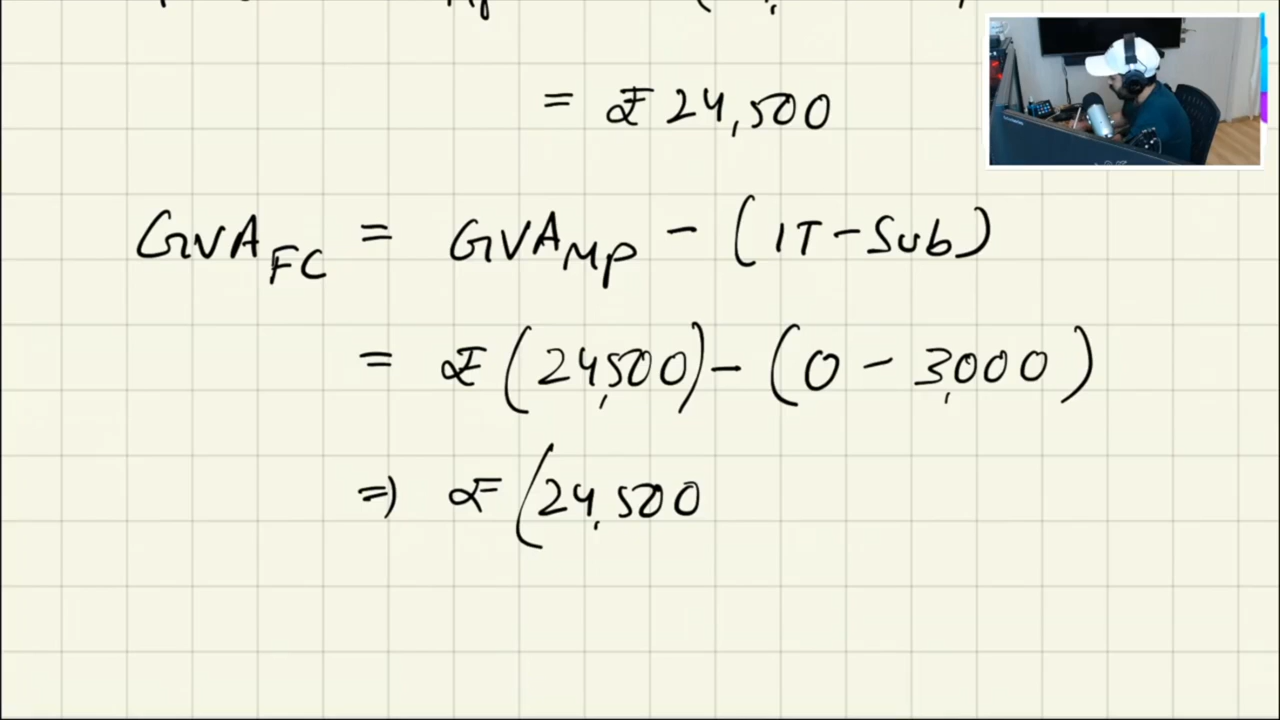 = ₹ 24,500
GVA_FC = GVA_MP - (IT-Sub)
= ₹ (24,500) - (0 - 3,000)
⇒ ₹ (24,500